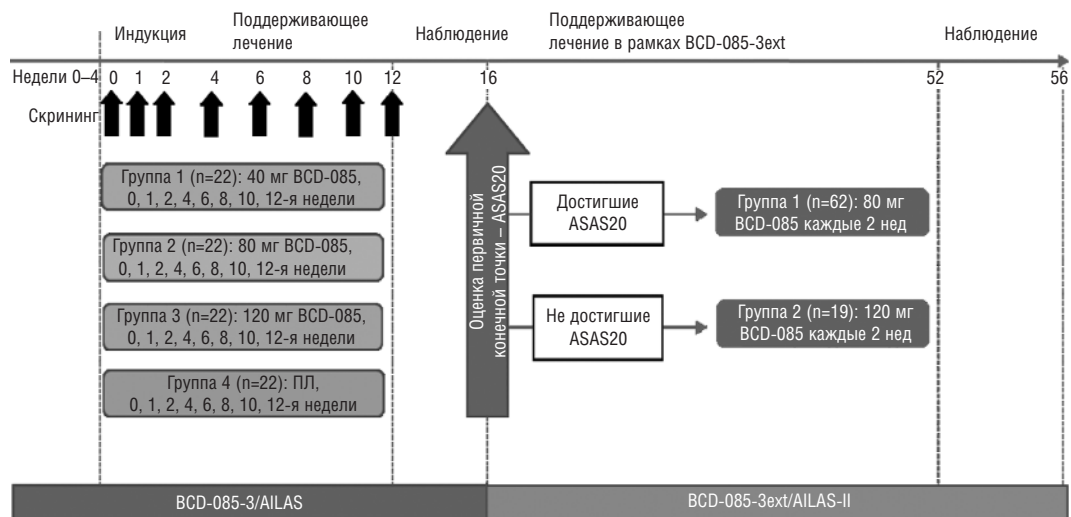 Индукция
Поддерживающее
лечение
Наблюдение
Поддерживающее
лечение в рамках BCD-085-3ext
Наблюдение
Недели 0–4 0 1 2 4 6 8 10 12 16 52 56
Скрининг
Группа 1 (n=22): 40 мг BCD-085,
0, 1, 2, 4, 6, 8, 10, 12-я недели
Группа 2 (n=22): 80 мг BCD-085,
0, 1, 2, 4, 6, 8, 10, 12-я недели
Группа 3 (n=22): 120 мг BCD-085,
0, 1, 2, 4, 6, 8, 10, 12-я недели
Группа 4 (n=22): ПЛ,
0, 1, 2, 4, 6, 8, 10, 12-я недели
Оценка первичной
конечной точки – ASAS20
Достигшие
ASAS20
Группа 1 (n=62): 80 мг
BCD-085 каждые 2 нед
Не достигшие
ASAS20
Группа 2 (n=19): 120 мг
BCD-085 каждые 2 нед
BCD-085-3/AILAS
BCD-085-3ext/AILAS-II